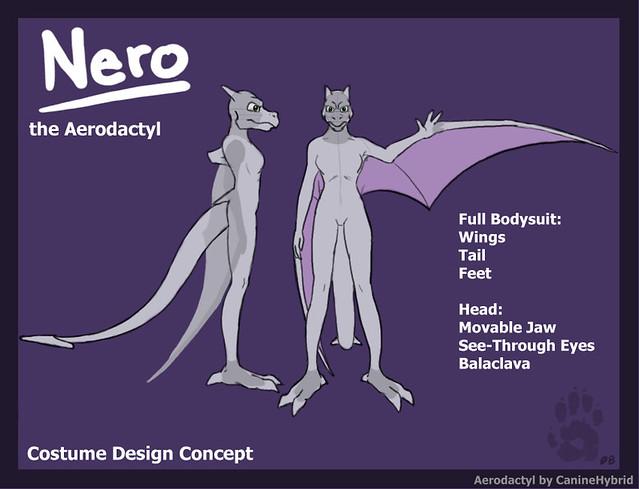 Nero
the Aerodactyl
Full Bodysuit:
Wings
Tail
Feet
Head:
Movable Jaw
See-Through Eyes
Balaclava
Costume Design Concept
Aerodactyl by CanineHybrid